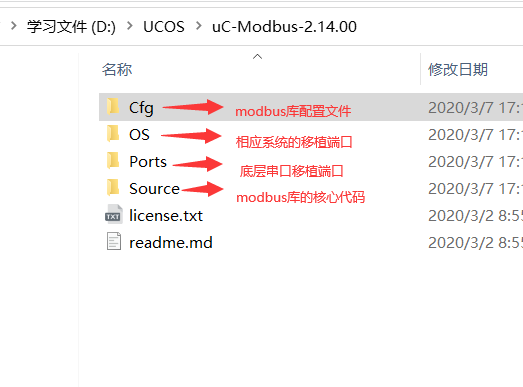 学习文件 (D:) > UCOS > uC-Modbus-2.14.00
名称 修改日期
Cfg modbus库配置文件 2020/3/7 17:
OS 相应系统的移植端口 2020/3/7 17:
Ports 底层串口移植端口 2020/3/7 17:
Source modbus库的核心代码 2020/3/7 17:
license.txt 2020/3/2 8:55
readme.md 2020/3/2 8:55